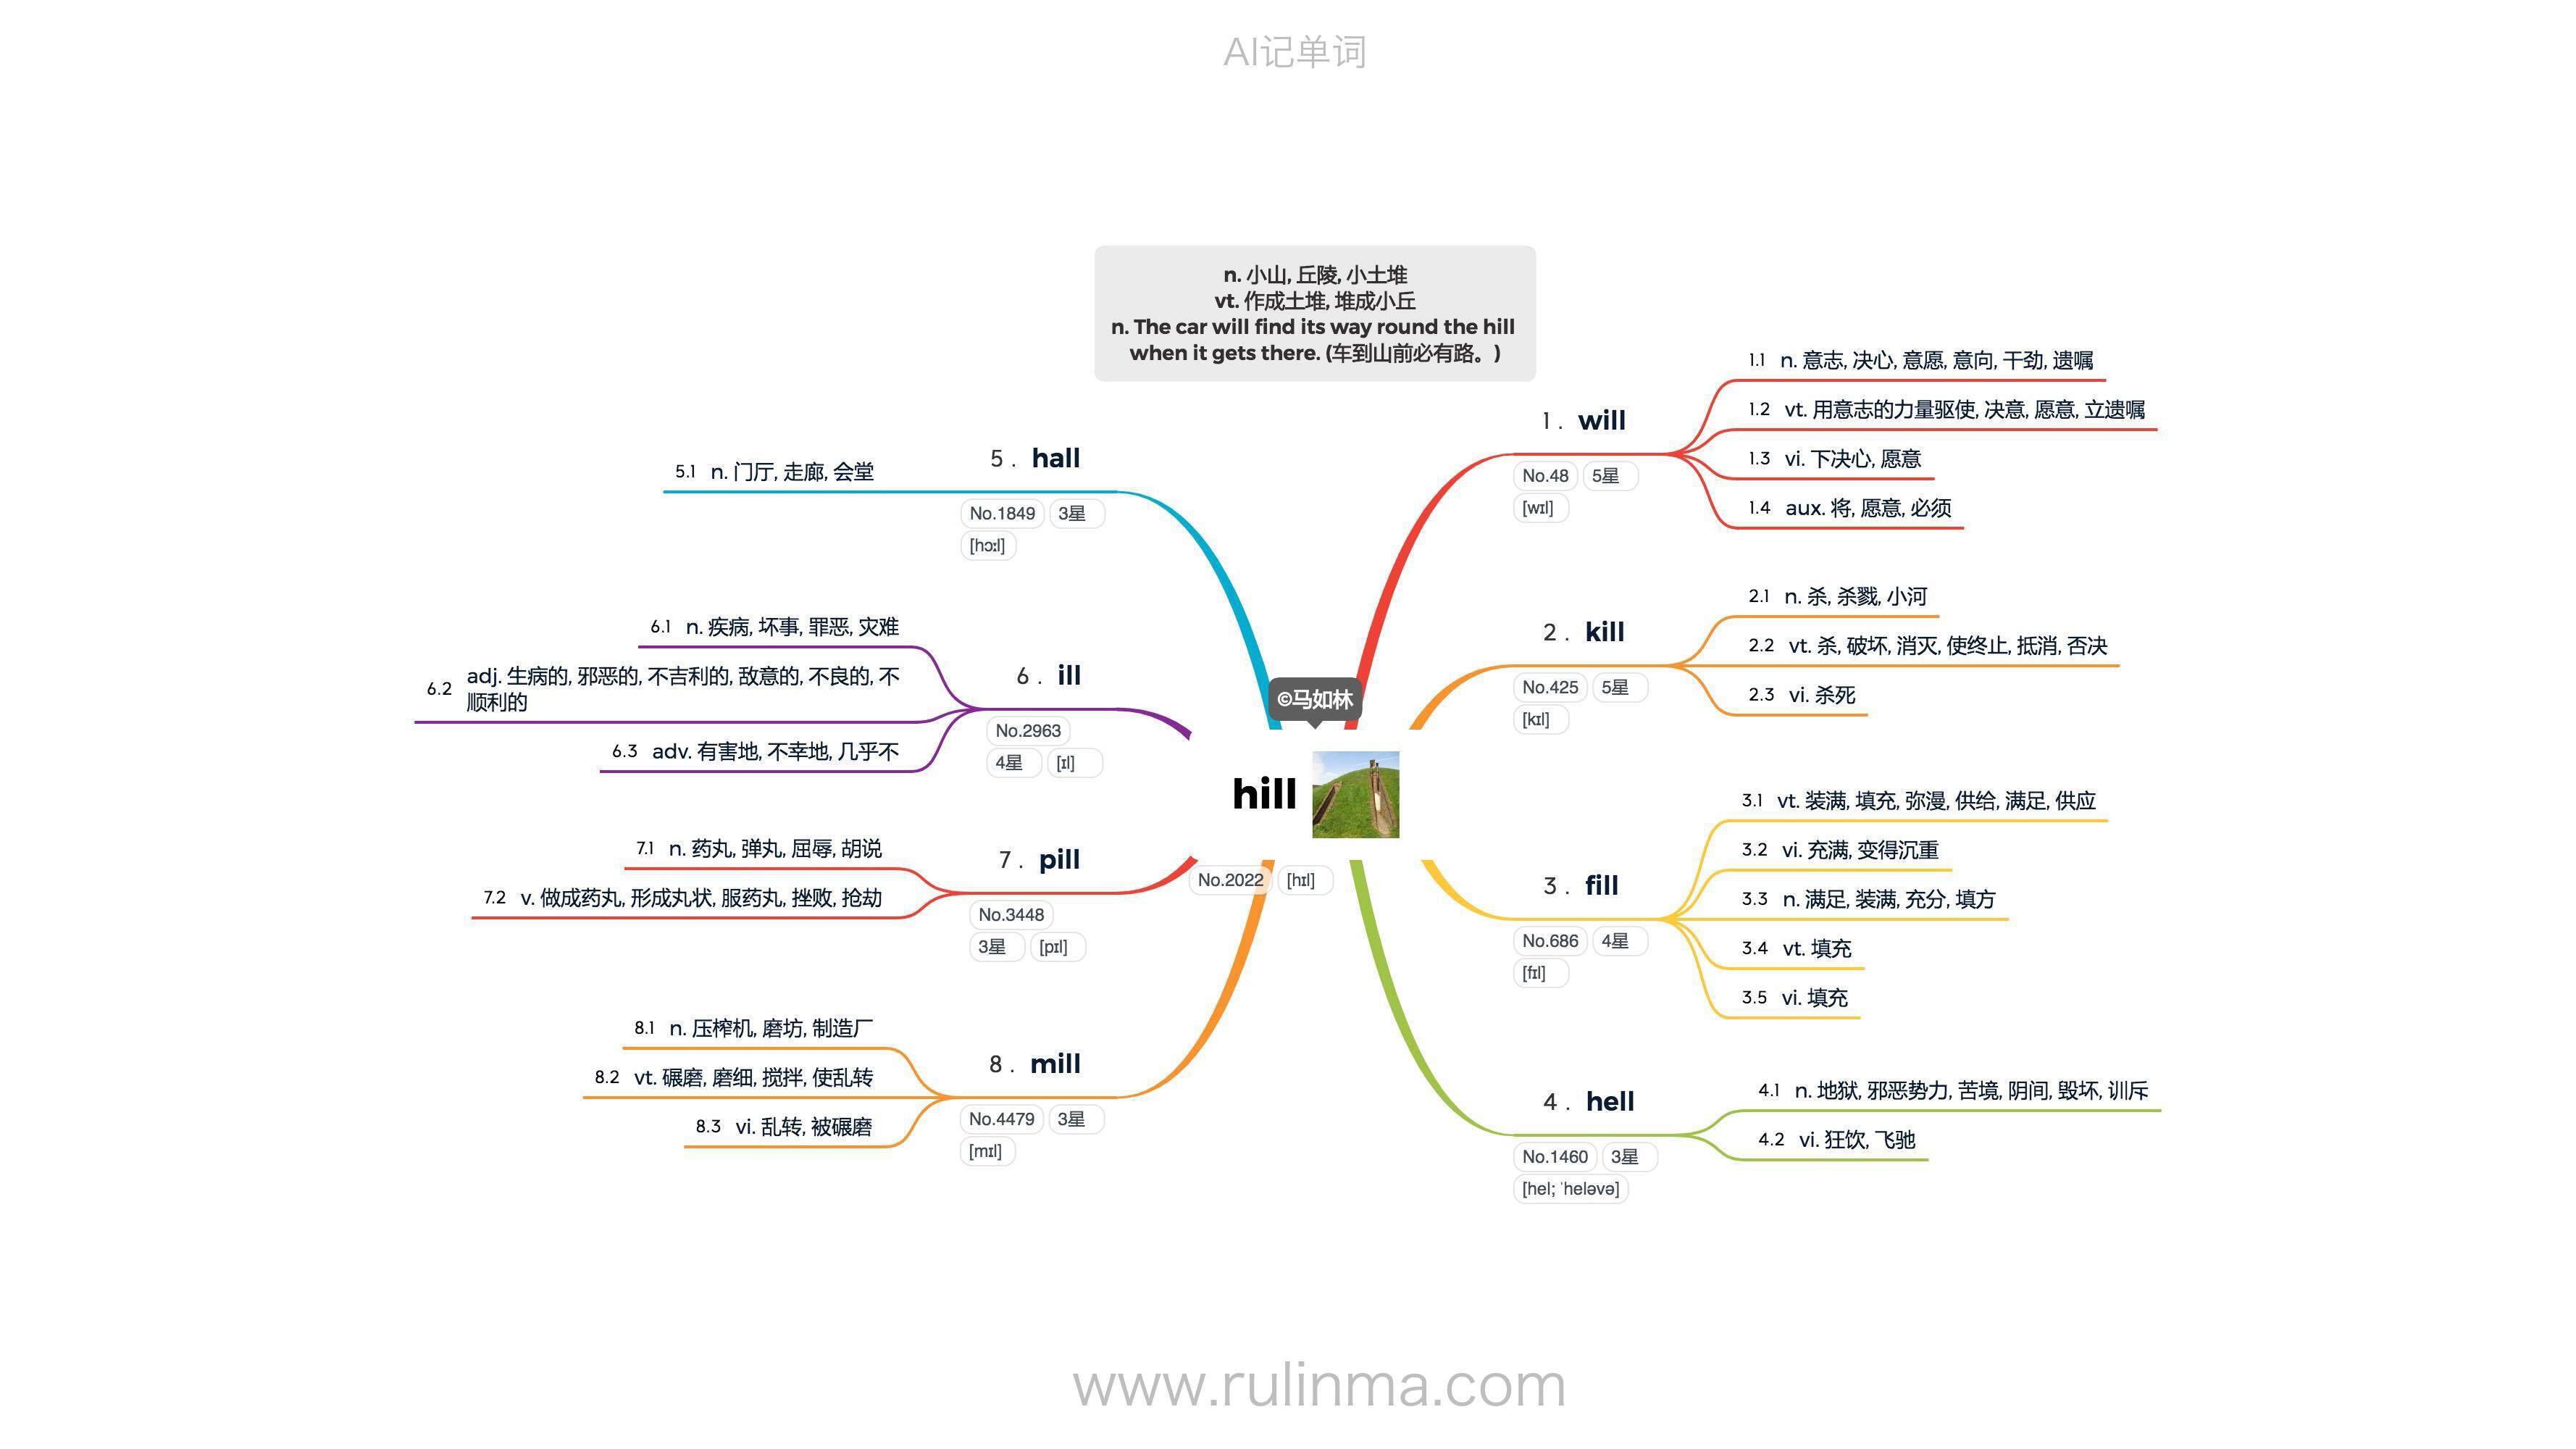 AI记单词
n. 小山, 丘陵, 小土堆
vt. 作成土堆, 堆成小丘
n. The car will find its way round the hill
when it gets there. (车到山前必有路。)
©马如林
hill
No.2022 [hɪl]
1 . will
No.48 5星
[wɪl]
1.1 n. 意志, 决心, 意愿, 意向, 干劲, 遗嘱
1.2 vt. 用意志的力量驱使, 决意, 愿意, 立遗嘱
1.3 vi. 下决心, 愿意
1.4 aux. 将, 愿意, 必须
2 . kill
No.425 5星
[kɪl]
2.1 n. 杀, 杀戮, 小河
2.2 vt. 杀, 破坏, 消灭, 使终止, 抵消, 否决
2.3 vi. 杀死
3 . fill
No.686 4星
[fɪl]
3.1 vt. 装满, 填充, 弥漫, 供给, 满足, 供应
3.2 vi. 充满, 变得沉重
3.3 n. 满足, 装满, 充分, 填方
3.4 vt. 填充
3.5 vi. 填充
4 . hell
No.1460 3星
[hel; ˈheləvə]
4.1 n. 地狱, 邪恶势力, 苦境, 阴间, 毁坏, 训斥
4.2 vi. 狂饮, 飞驰
5 . hall
No.1849 3星
[hɔːl]
5.1 n. 门厅, 走廊, 会堂
6 . ill
No.2963
4星 [ɪl]
6.1 n. 疾病, 坏事, 罪恶, 灾难
6.2 adj. 生病的, 邪恶的, 不吉利的, 敌意的, 不良的, 不
顺利的
6.3 adv. 有害地, 不幸地, 几乎不
7 . pill
No.3448
3星 [pɪl]
7.1 n. 药丸, 弹丸, 屈辱, 胡说
7.2 v. 做成药丸, 形成丸状, 服药丸, 挫败, 抢劫
8 . mill
No.4479 3星
[mɪl]
8.1 n. 压榨机, 磨坊, 制造厂
8.2 vt. 碾磨, 磨细, 搅拌, 使乱转
8.3 vi. 乱转, 被碾磨
www.rulinma.com